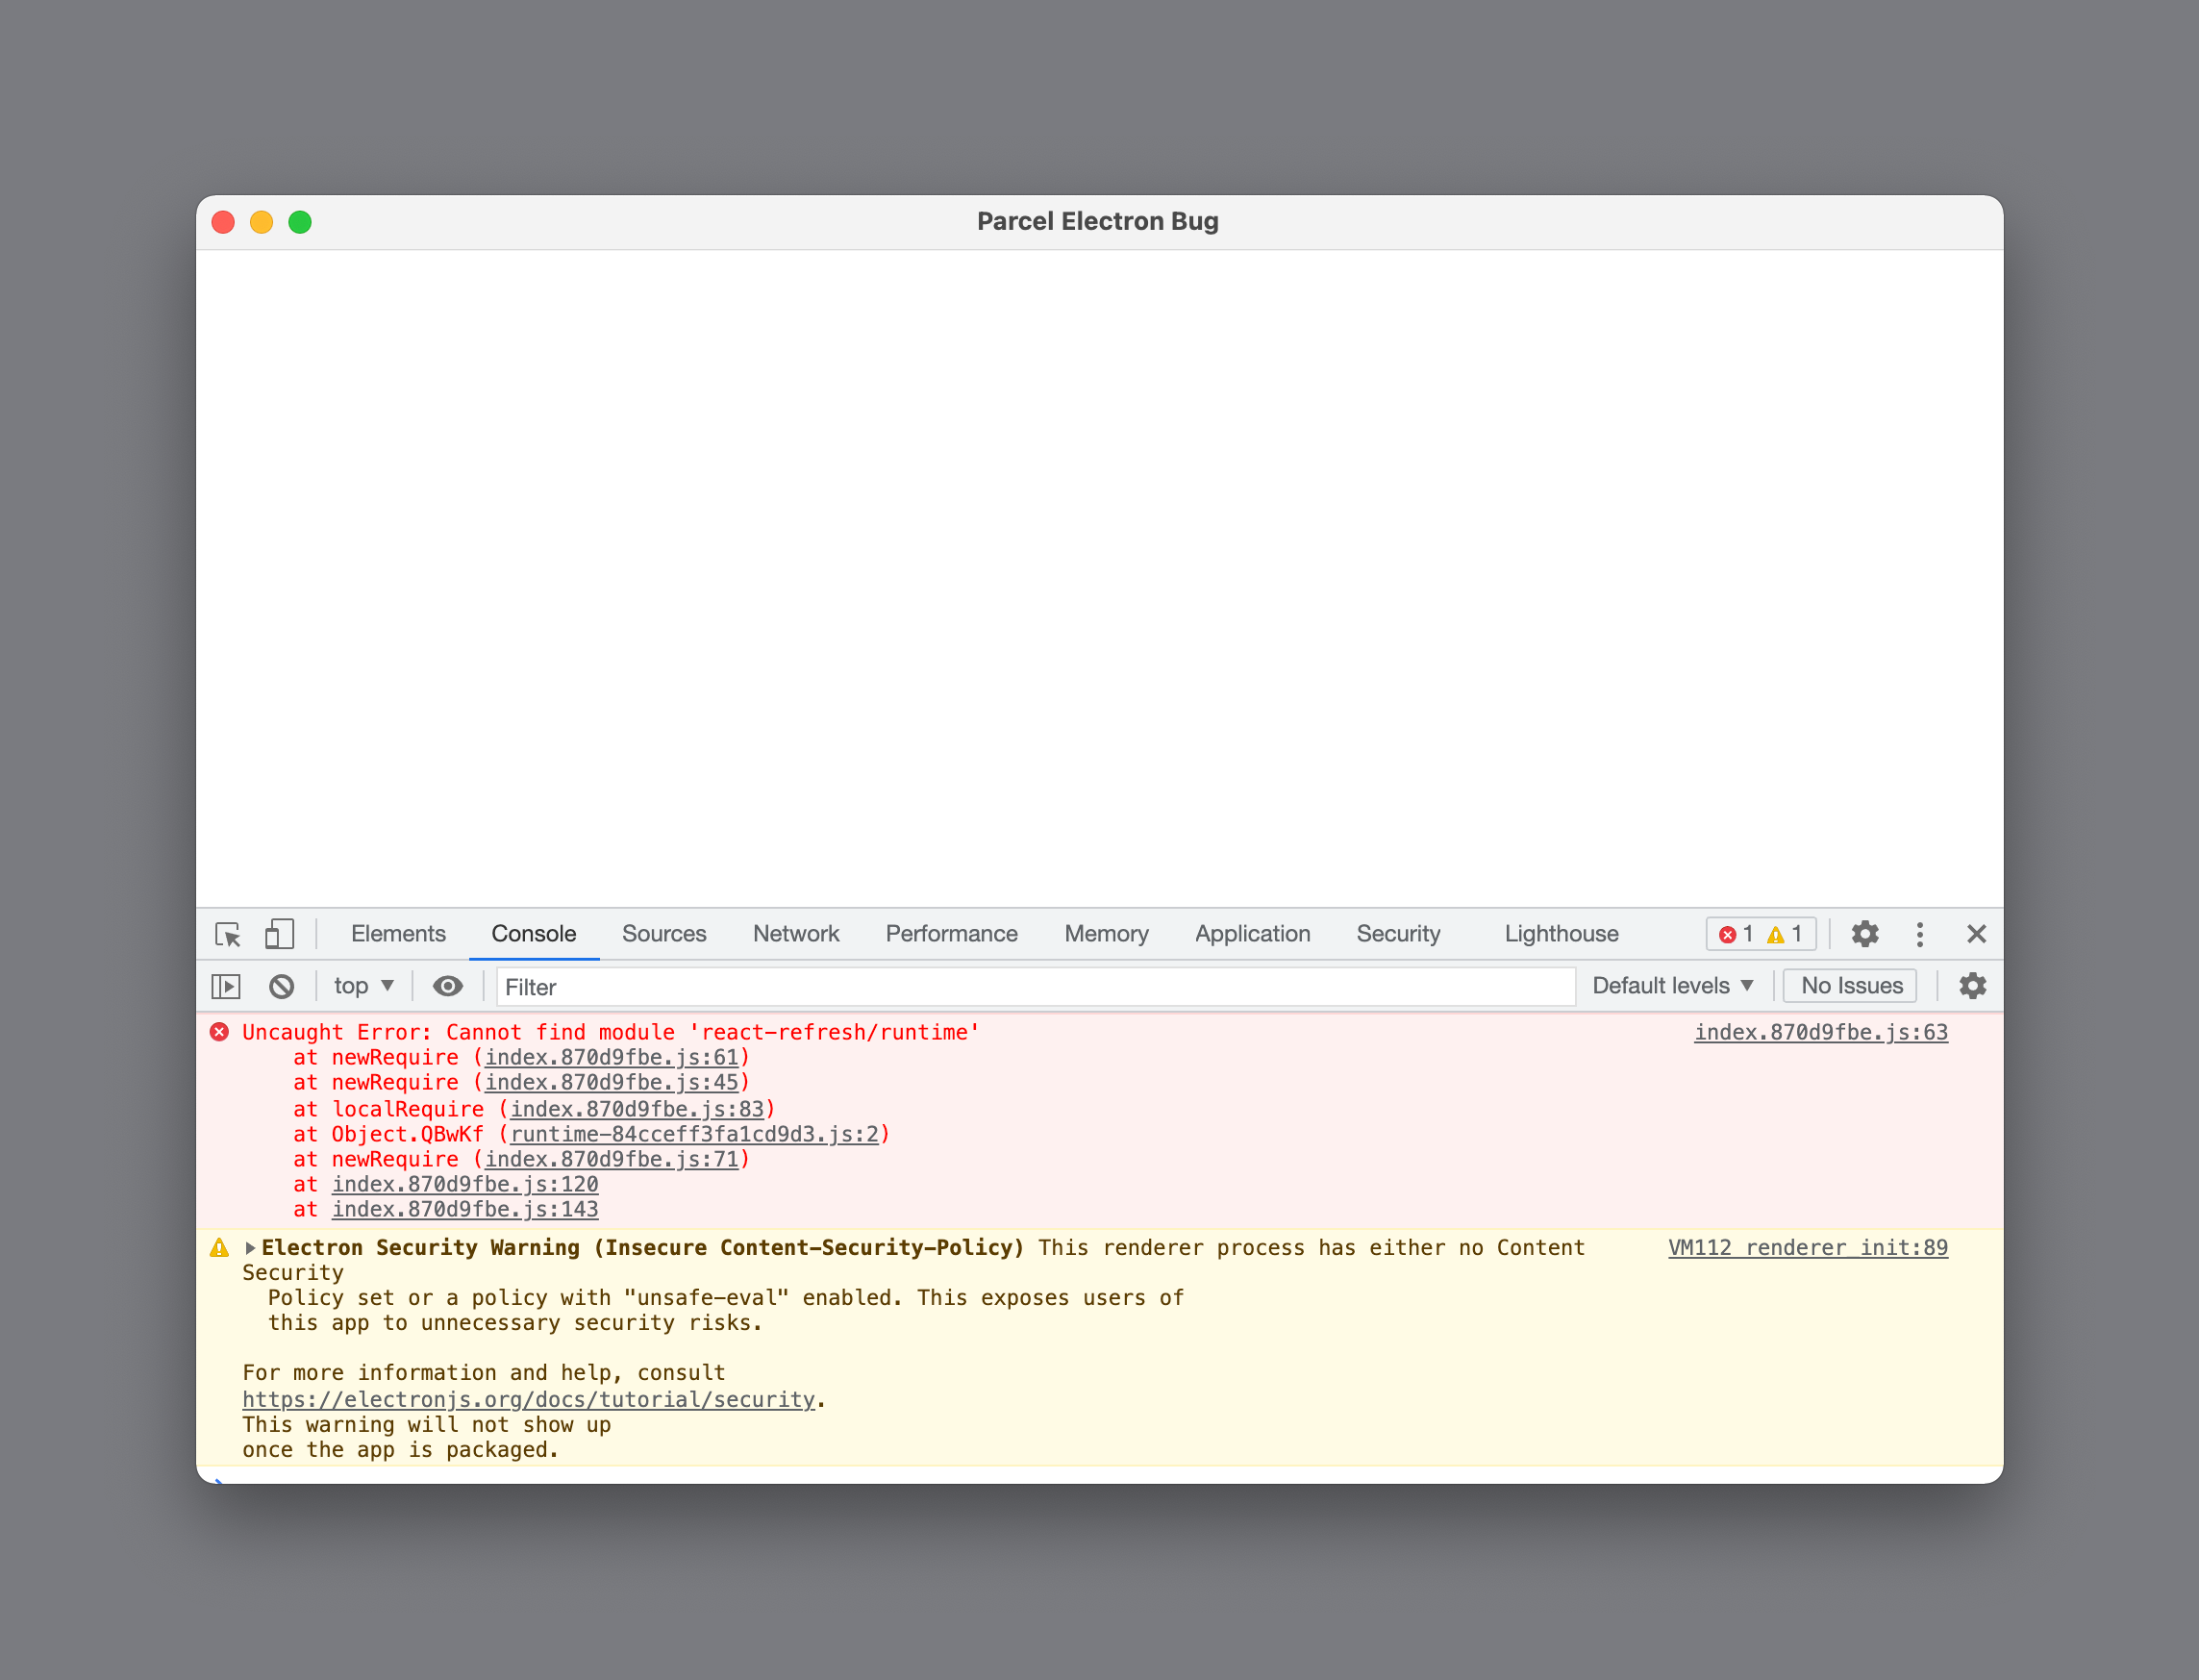 Parcel Electron Bug
Elements Console Sources Network Performance Memory Application Security Lighthouse 1 1
top Filter Default levels No Issues
Uncaught Error: Cannot find module 'react-refresh/runtime' index.870d9fbe.js:63
at newRequire (index.870d9fbe.js:61)
at newRequire (index.870d9fbe.js:45)
at localRequire (index.870d9fbe.js:83)
at Object.QBwKf (runtime-84cceff3fa1cd9d3.js:2)
at newRequire (index.870d9fbe.js:71)
at index.870d9fbe.js:120
at index.870d9fbe.js:143
Electron Security Warning (Insecure Content-Security-Policy) This renderer process has either no Content VM112 renderer_init:89
Security
Policy set or a policy with "unsafe-eval" enabled. This exposes users of
this app to unnecessary security risks.
For more information and help, consult
https://electronjs.org/docs/tutorial/security.
This warning will not show up
once the app is packaged.